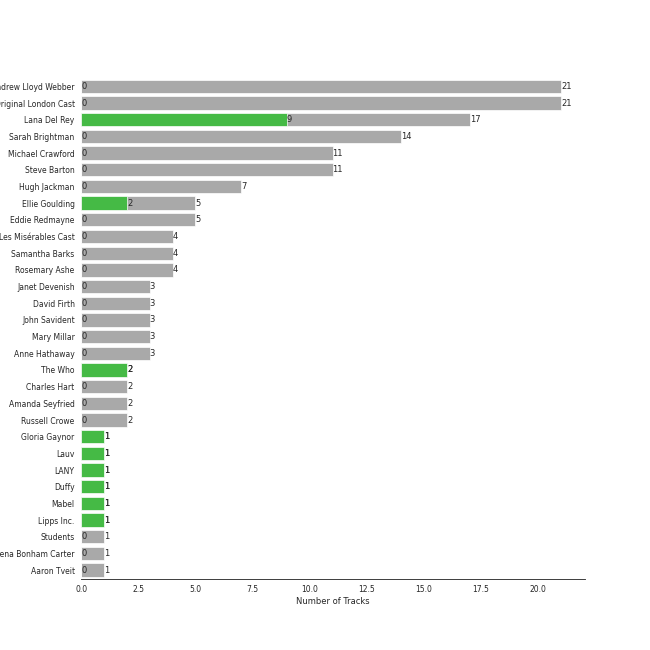 drew Lloyd Webber 0 21
riginal London Cast 0 21
Lana Del Rey 9 17
Sarah Brightman 0 14
Michael Crawford 0 11
Steve Barton 0 11
Hugh Jackman 0 7
Ellie Goulding 2 5
Eddie Redmayne 0 5
Les Misérables Cast 0 4
Samantha Barks 0 4
Rosemary Ashe 0 4
Janet Devenish 0 3
David Firth 0 3
John Savident 0 3
Mary Millar 0 3
Anne Hathaway 0 3
The Who 2
Charles Hart 0 2
Amanda Seyfried 0 2
Russell Crowe 0 2
Gloria Gaynor 1
Lauv 1
LANY 1
Duffy 1
Mabel 1
Lipps Inc. 1
Students 0 1
ena Bonham Carter 0 1
Aaron Tveit 0 1
0.0 2.5 5.0 7.5 10.0 12.5 15.0 17.5 20.0
Number of Tracks